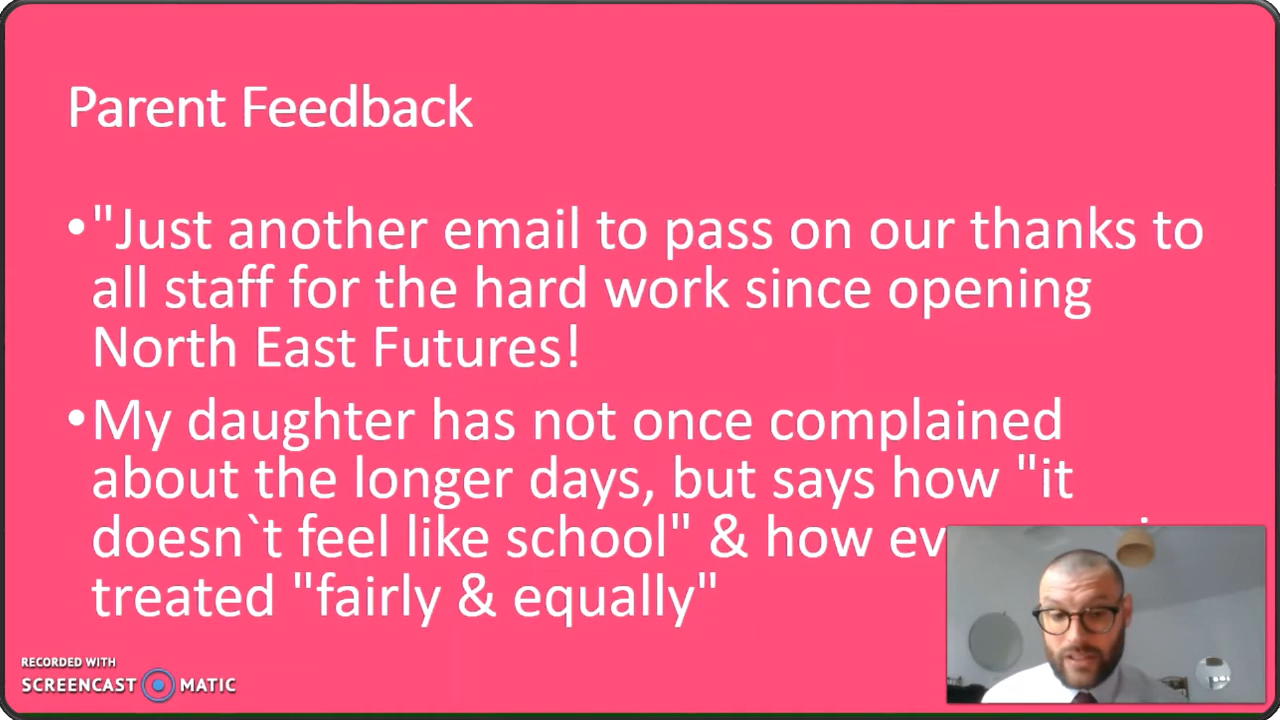 Parent Feedback
•"Just another email to pass on our thanks to
all staff for the hard work since opening
North East Futures!
•My daughter has not once complained
about the longer days, but says how "it
doesn`t feel like school" & how
treated "fairly & equally"
RECORDED WITH
SCREENCAST MATIC